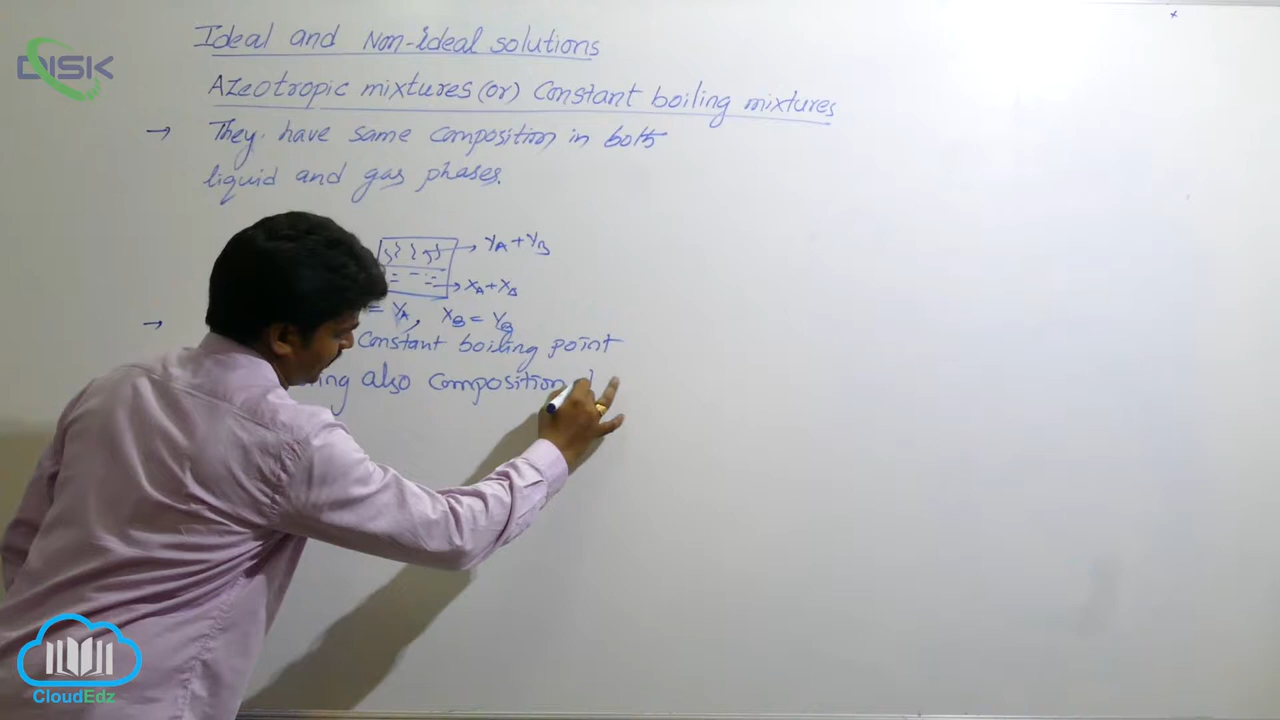 DISK
Ideal and Non-ideal solutions
Azeotropic mixtures (or) Constant boiling mixtures
→ They have same composition in both
liquid and gas phases.
→ YA + YB
→ XA + XB
= YA, XB = YB
→ Constant boiling point
also composition
CloudEdz